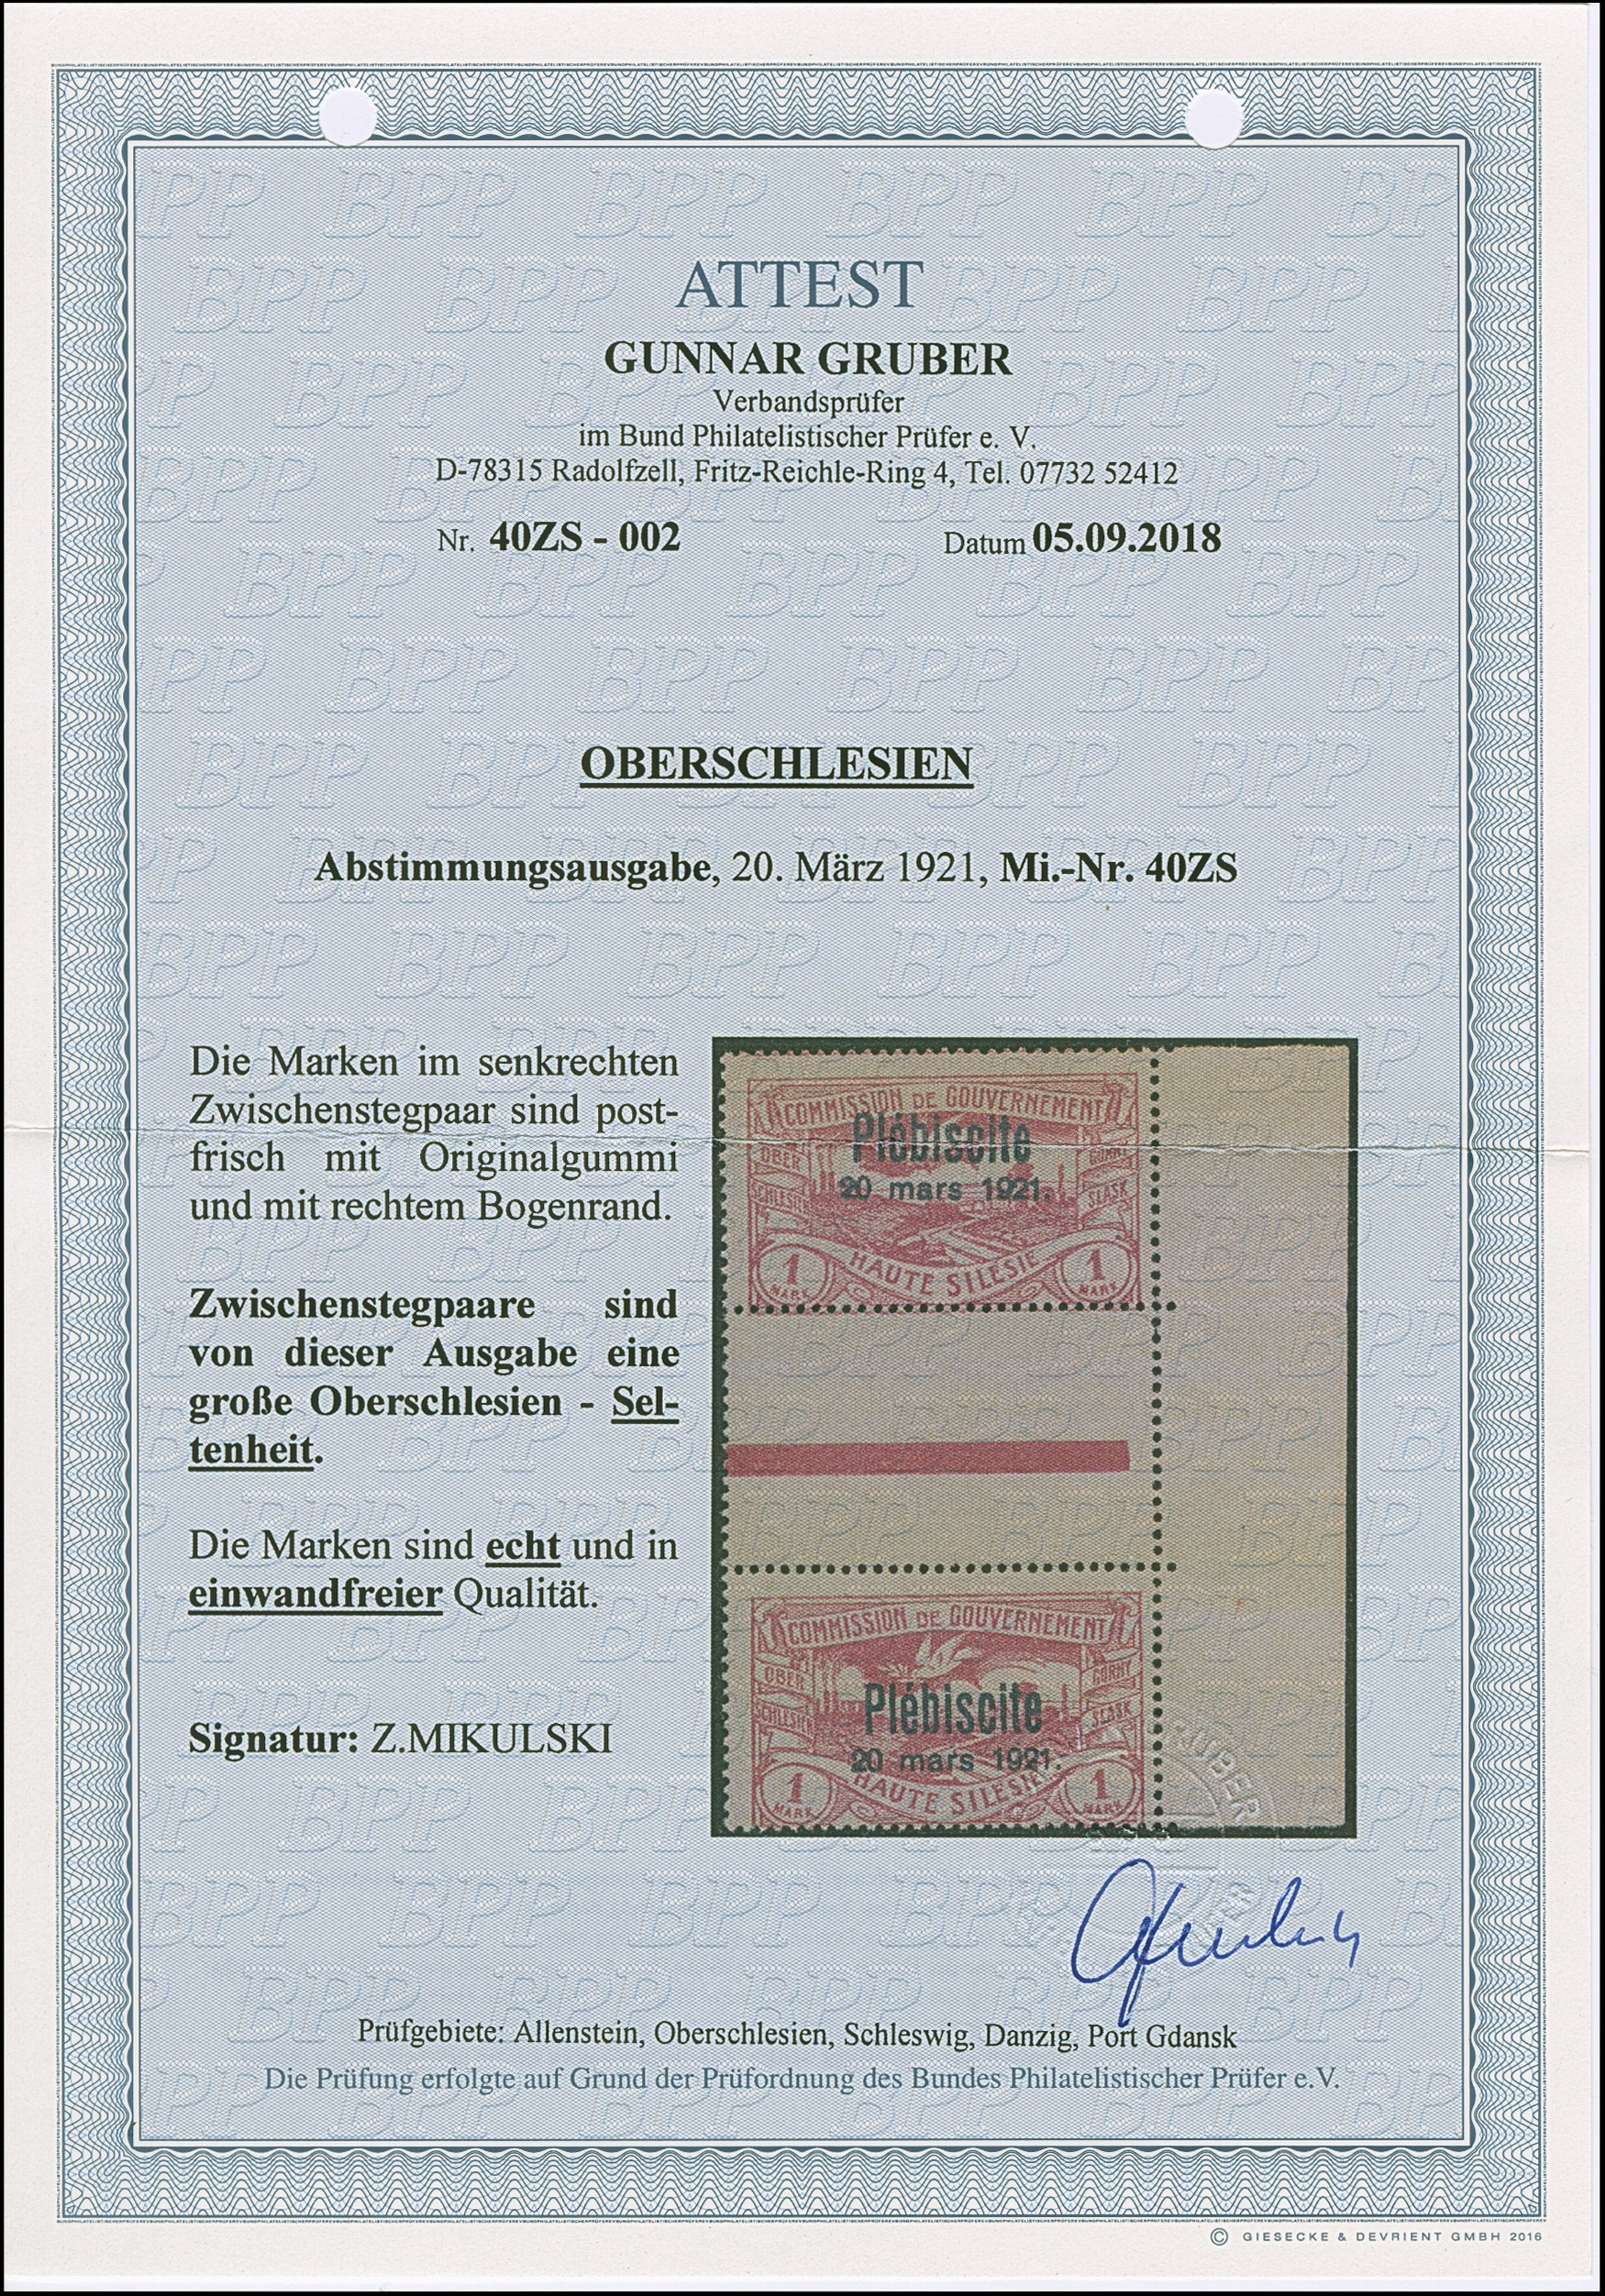 ATTEST
GUNNAR GRUBER
Verbandsprüfer
im Bund Philatelistischer Prüfer e. V.
D-78315 Radolfzell, Fritz-Reichle-Ring 4, Tel. 07732 52412
Nr. 40ZS - 002 Datum 05.09.2018
OBERSCHLESIEN
Abstimmungsausgabe, 20. März 1921, Mi.-Nr. 40ZS
Die Marken im senkrechten
Zwischenstegpaar sind post-
frisch mit Originalgummi
und mit rechtem Bogenrand.
Zwischenstegpaare sind
von dieser Ausgabe eine
große Oberschlesien - Sel-
tenheit.
Die Marken sind echt und in
einwandfreier Qualität.
Signatur: Z.MIKULSKI
COMMISSION DE GOUVERNEMENT
Plébiscite
OBER GORNY
20 mars 1921.
SCHLESIEN SLASK
HAUTE SILESIE
1 1
MARK MARK
COMMISSION DE GOUVERNEMENT
OBER GORNY
Plébiscite
SCHLESIEN SLASK
20 mars 1921.
HAUTE SILESIE
1 1
MARK MARK
Prüfgebiete: Allenstein, Oberschlesien, Schleswig, Danzig, Port Gdansk
Die Prüfung erfolgte auf Grund der Prüfordnung des Bundes Philatelistischer Prüfer e.V.
© GIESECKE & DEVRIENT GMBH 2016